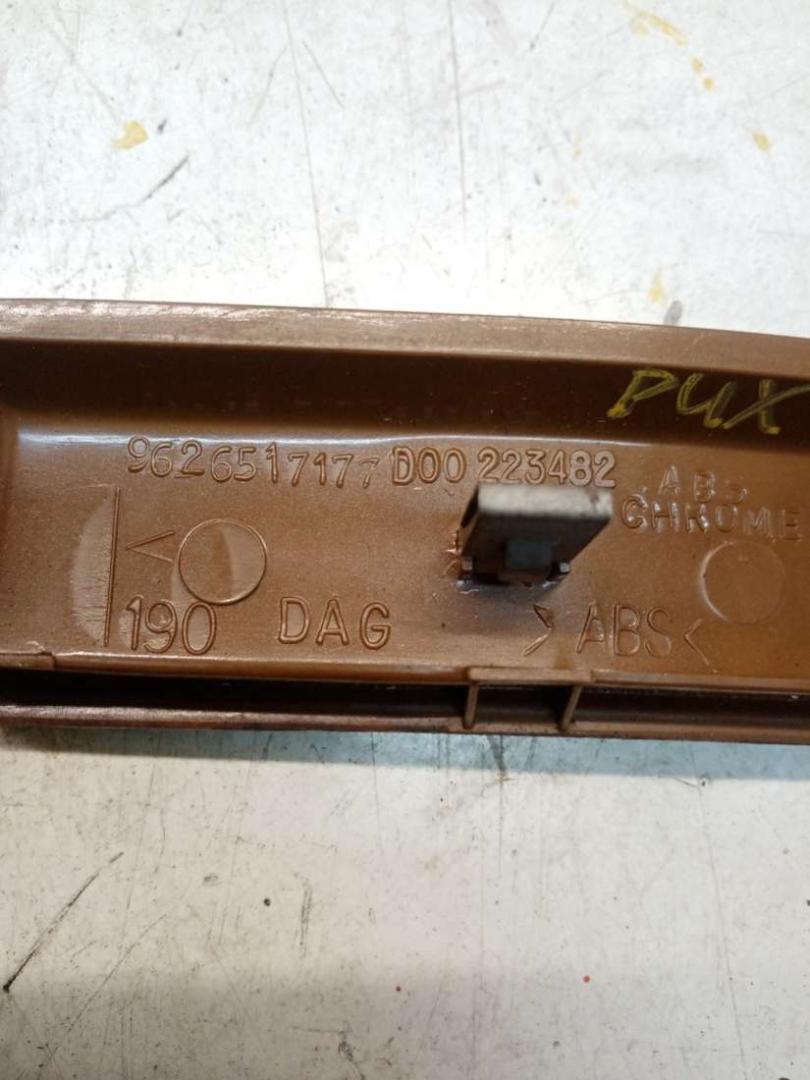 PUX
9626517177 D00 223482
ABS
CHROME
190 DAG >ABS<